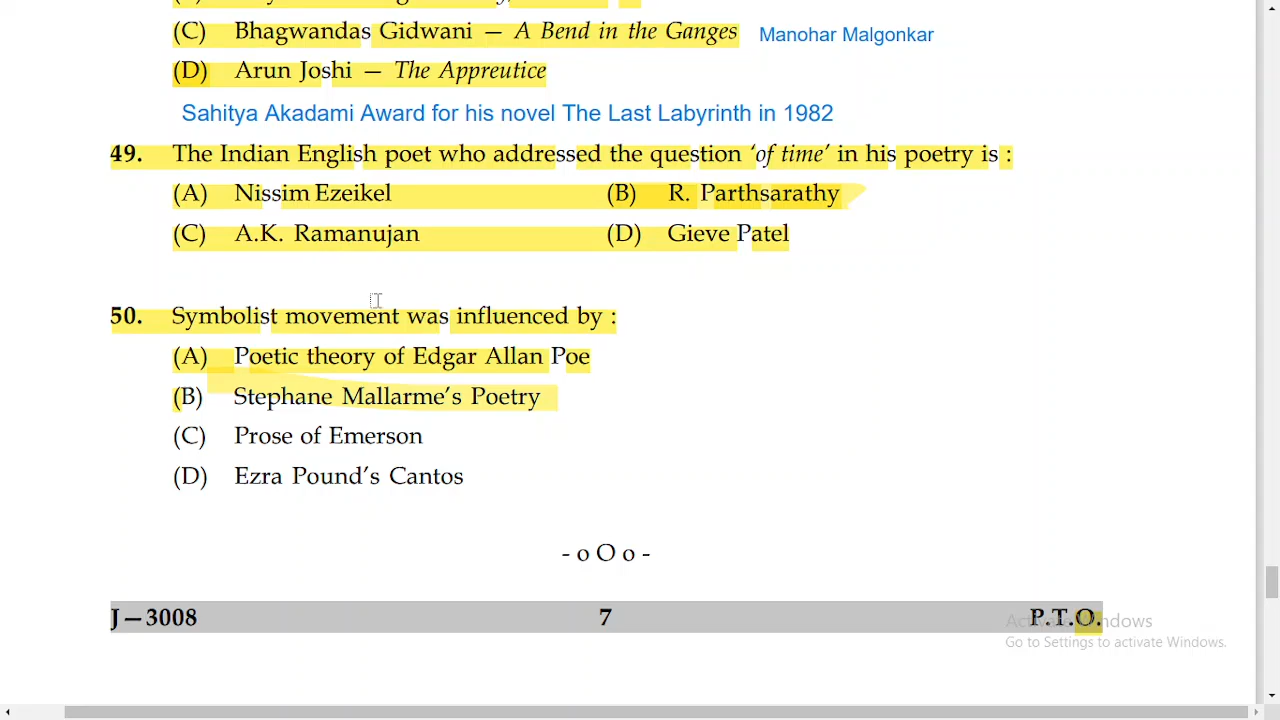 (C) Bhagwandas Gidwani — A Bend in the Ganges Manohar Malgonkar
(D) Arun Joshi — The Appreutice
Sahitya Akadami Award for his novel The Last Labyrinth in 1982
49. The Indian English poet who addressed the question 'of time' in his poetry is :
(A) Nissim Ezeikel (B) R. Parthsarathy
(C) A.K. Ramanujan (D) Gieve Patel
50. Symbolist movement was influenced by :
(A) Poetic theory of Edgar Allan Poe
(B) Stephane Mallarme's Poetry
(C) Prose of Emerson
(D) Ezra Pound's Cantos
- o O o -
J—3008 7 P.T.O.
Activate Windows
Go to Settings to activate Windows.